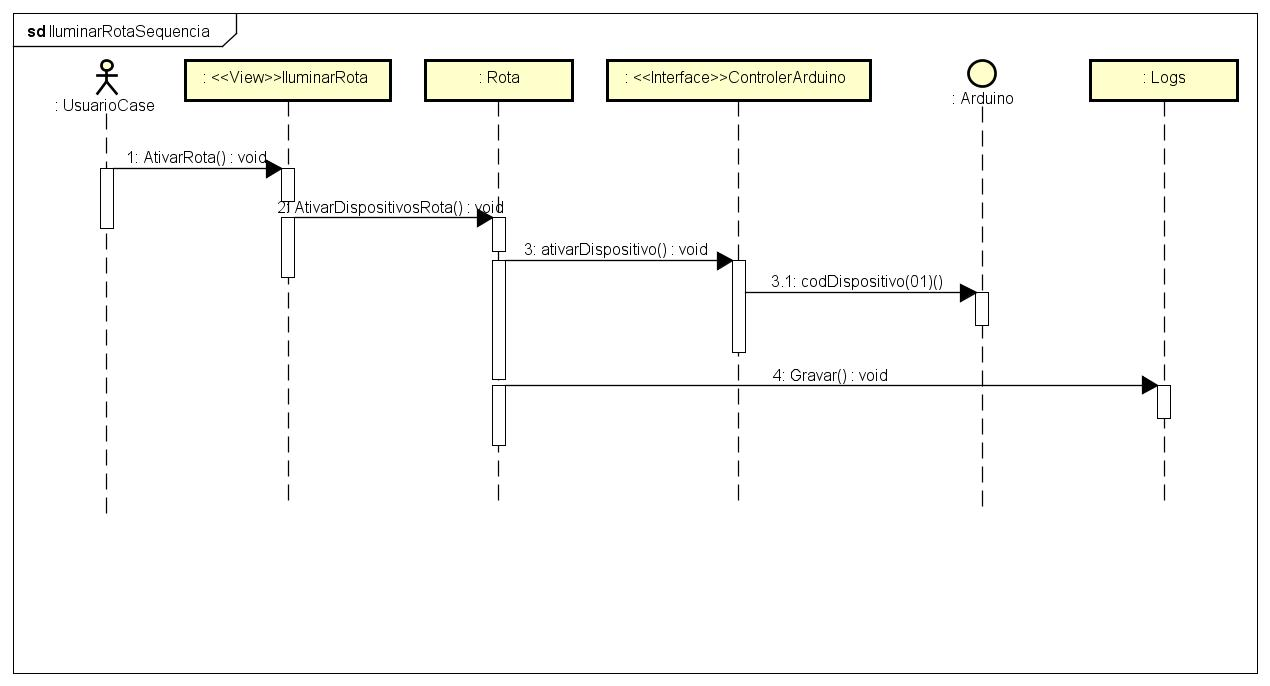 sd IluminarRotaSequencia
: UsuarioCase
: <<View>>IluminarRota
: Rota
: <<Interface>>ControlerArduino
: Arduino
: Logs
1: AtivarRota() : void
2: AtivarDispositivosRota() : void
3: ativarDispositivo() : void
3.1: codDispositivo(01)()
4: Gravar() : void